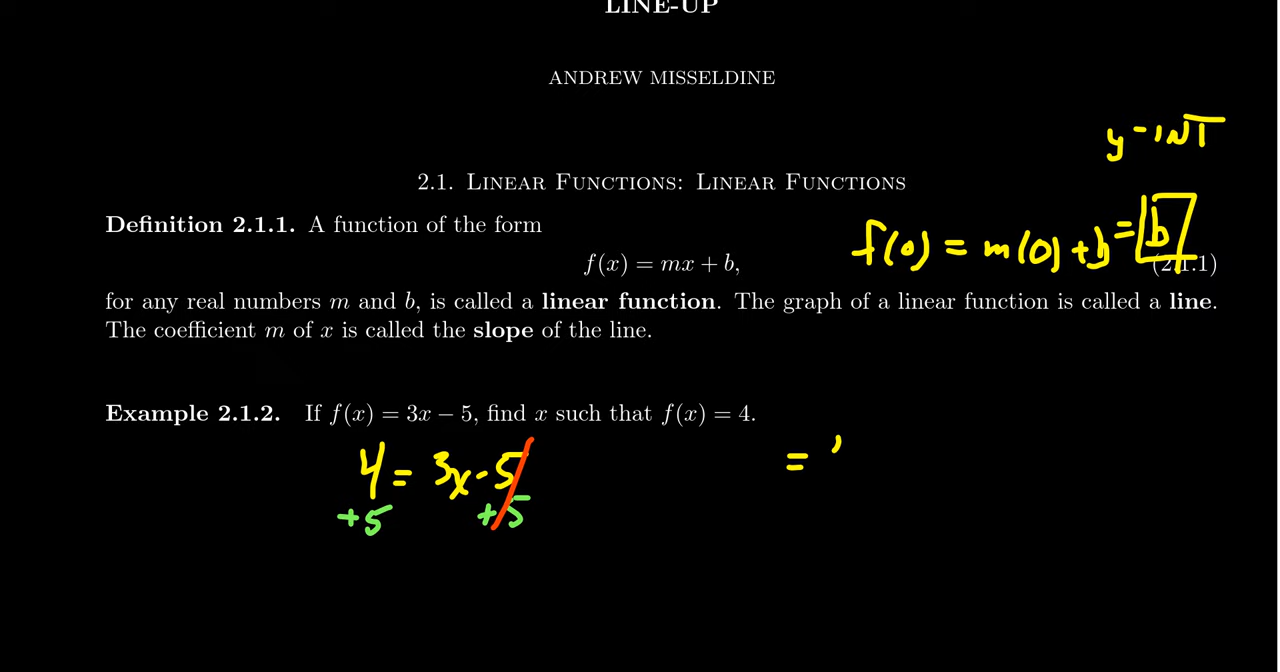 LINE-UP
ANDREW MISSELDINE
y-int
2.1. LINEAR FUNCTIONS: LINEAR FUNCTIONS
Definition 2.1.1. A function of the form
f(0) = m(0) + b = b
f(x) = mx + b, (2.1.1)
for any real numbers m and b, is called a linear function. The graph of a linear function is called a line.
The coefficient m of x is called the slope of the line.
Example 2.1.2. If f(x) = 3x − 5, find x such that f(x) = 4.
4 = 3x - 5 =
+5 +5